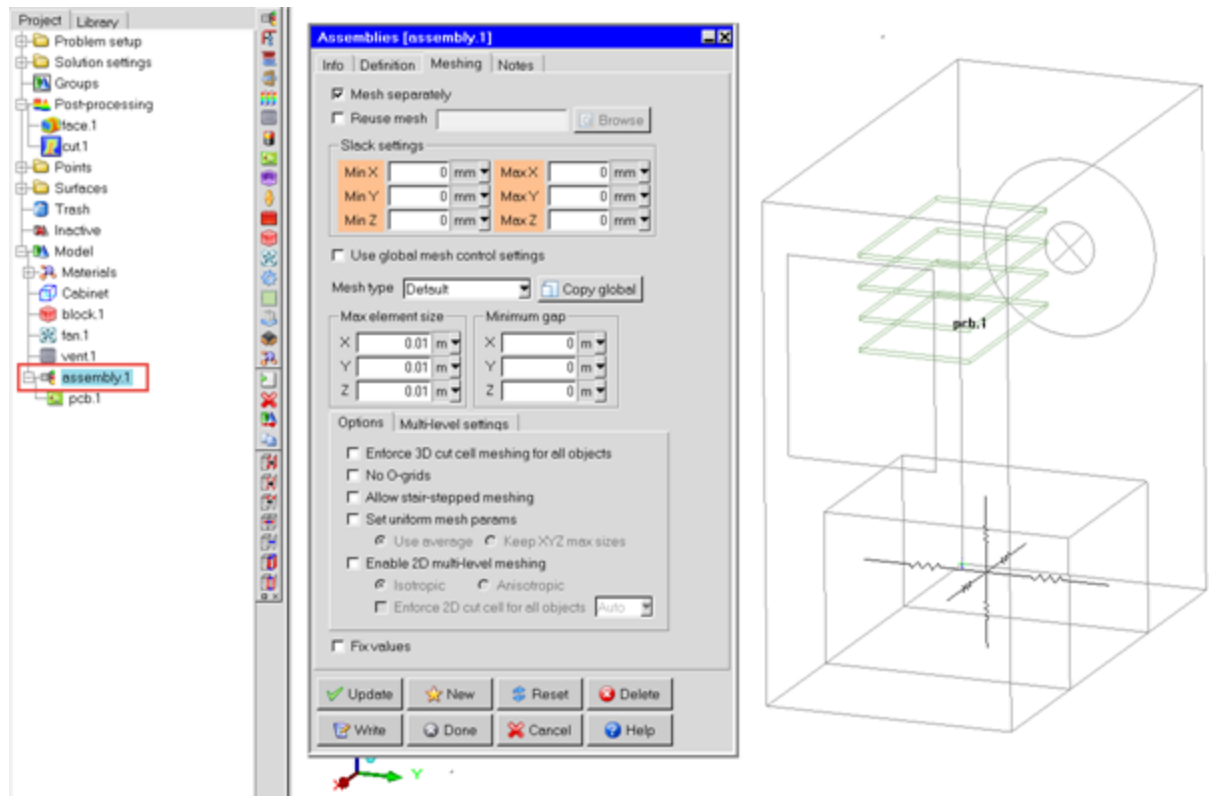 Project Library
Problem setup
Solution settings
Groups
Post-processing
face.1
cut.1
Points
Surfaces
Trash
Inactive
Model
Materials
Cabinet
block.1
fan.1
vent.1
assembly.1
pcb.1
Assemblies [assembly.1]
Info Definition Meshing Notes
Mesh separately
Reuse mesh Browse
Slack settings
Min X 0 mm Max X 0 mm
Min Y 0 mm Max Y 0 mm
Min Z 0 mm Max Z 0 mm
Use global mesh control settings
Mesh type Default Copy global
Max element size Minimum gap
X 0.01 m X 0 m
Y 0.01 m Y 0 m
Z 0.01 m Z 0 m
Options Multi-level settings
Enforce 3D cut cell meshing for all objects
No O-grids
Allow stair-stepped meshing
Set uniform mesh params
Use average Keep XYZ max sizes
Enable 2D multi-level meshing
Isotropic Anisotropic
Enforce 2D cut cell for all objects Auto
Fix values
Update New Reset Delete
Write Done Cancel Help
pcb.1
Y